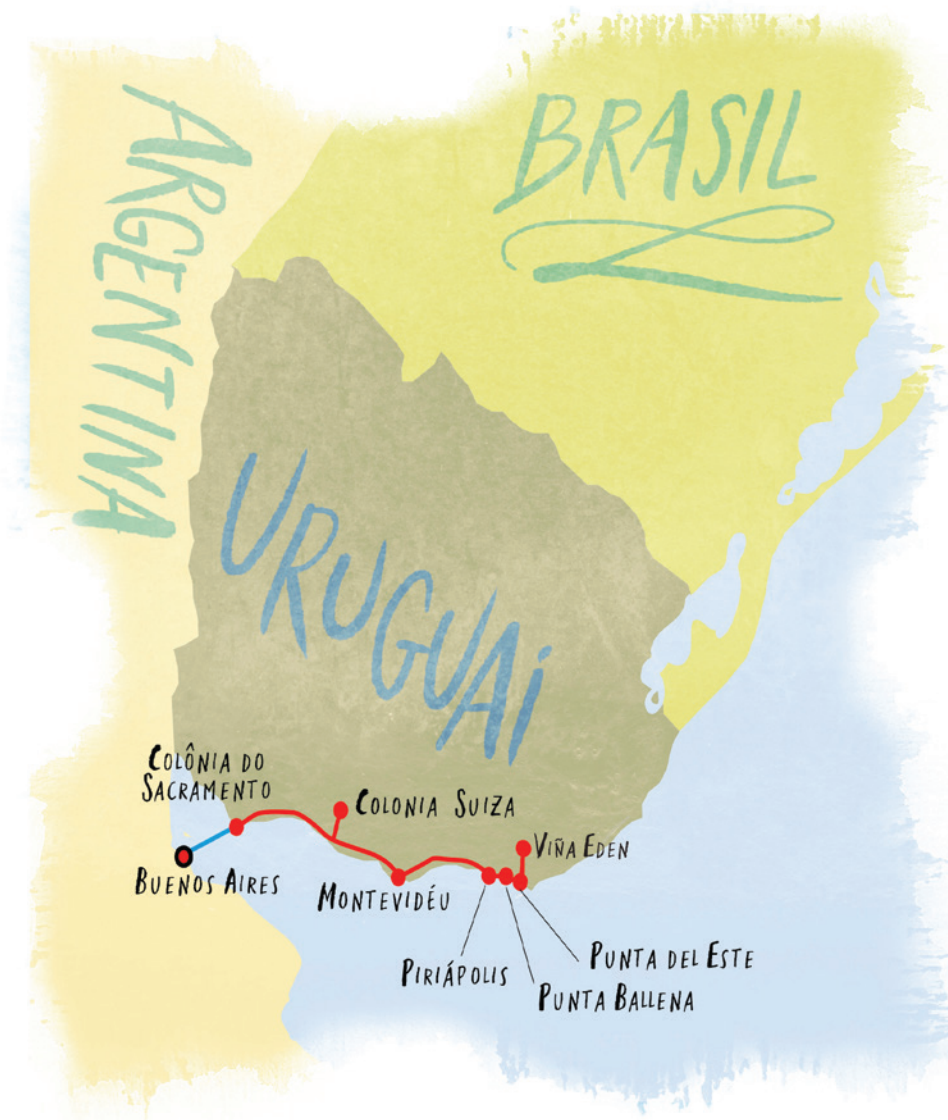 ARGENTINA
BRASIL
URUGUAI
COLÔNIA DO
SACRAMENTO
COLONIA SUIZA
VIÑA EDEN
BUENOS AIRES
MONTEVIDÉU
PIRIÁPOLIS
PUNTA DEL ESTE
PUNTA BALLENA